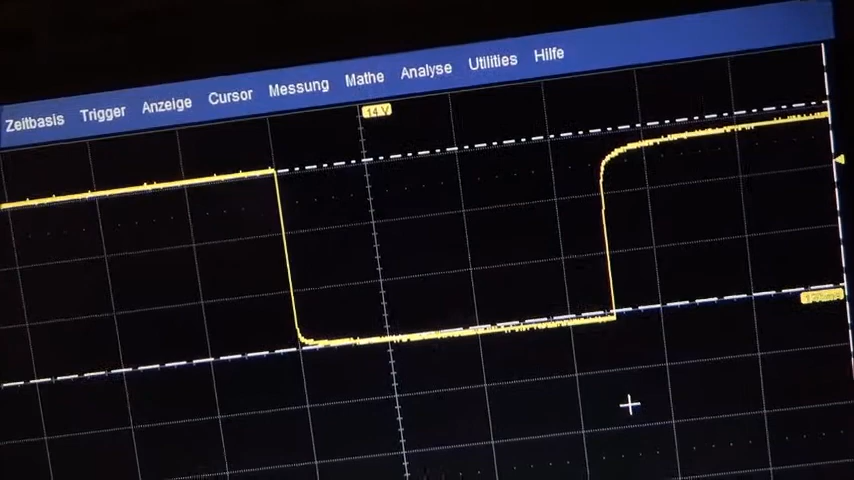 Zeitbasis Trigger Anzeige Cursor Messung Mathe Analyse Utilities Hilfe
14 V